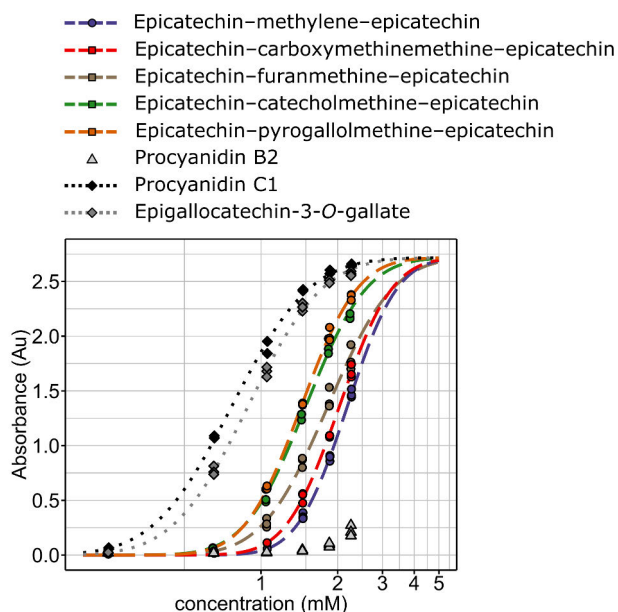 Epicatechin–methylene–epicatechin
Epicatechin–carboxymethinemethine–epicatechin
Epicatechin–furanmethine–epicatechin
Epicatechin–catecholmethine–epicatechin
Epicatechin–pyrogallolmethine–epicatechin
Procyanidin B2
Procyanidin C1
Epigallocatechin-3-O-gallate
Absorbance (Au)
2.5
2.0
1.5
1.0
0.5
0.0
1 2 3 4 5
concentration (mM)